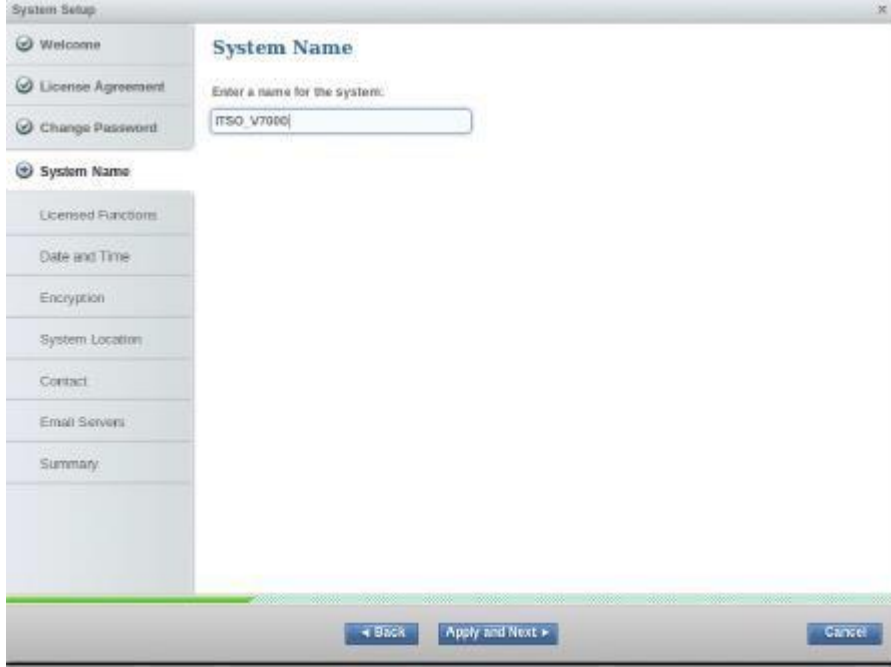 System Setup
Welcome
License Agreement
Change Password
System Name
Licensed Functions
Date and Time
Encryption
System Location
Contact
Email Servers
Summary
System Name
Enter a name for the system:
ITSO_V7000
Back
Apply and Next
Cancel